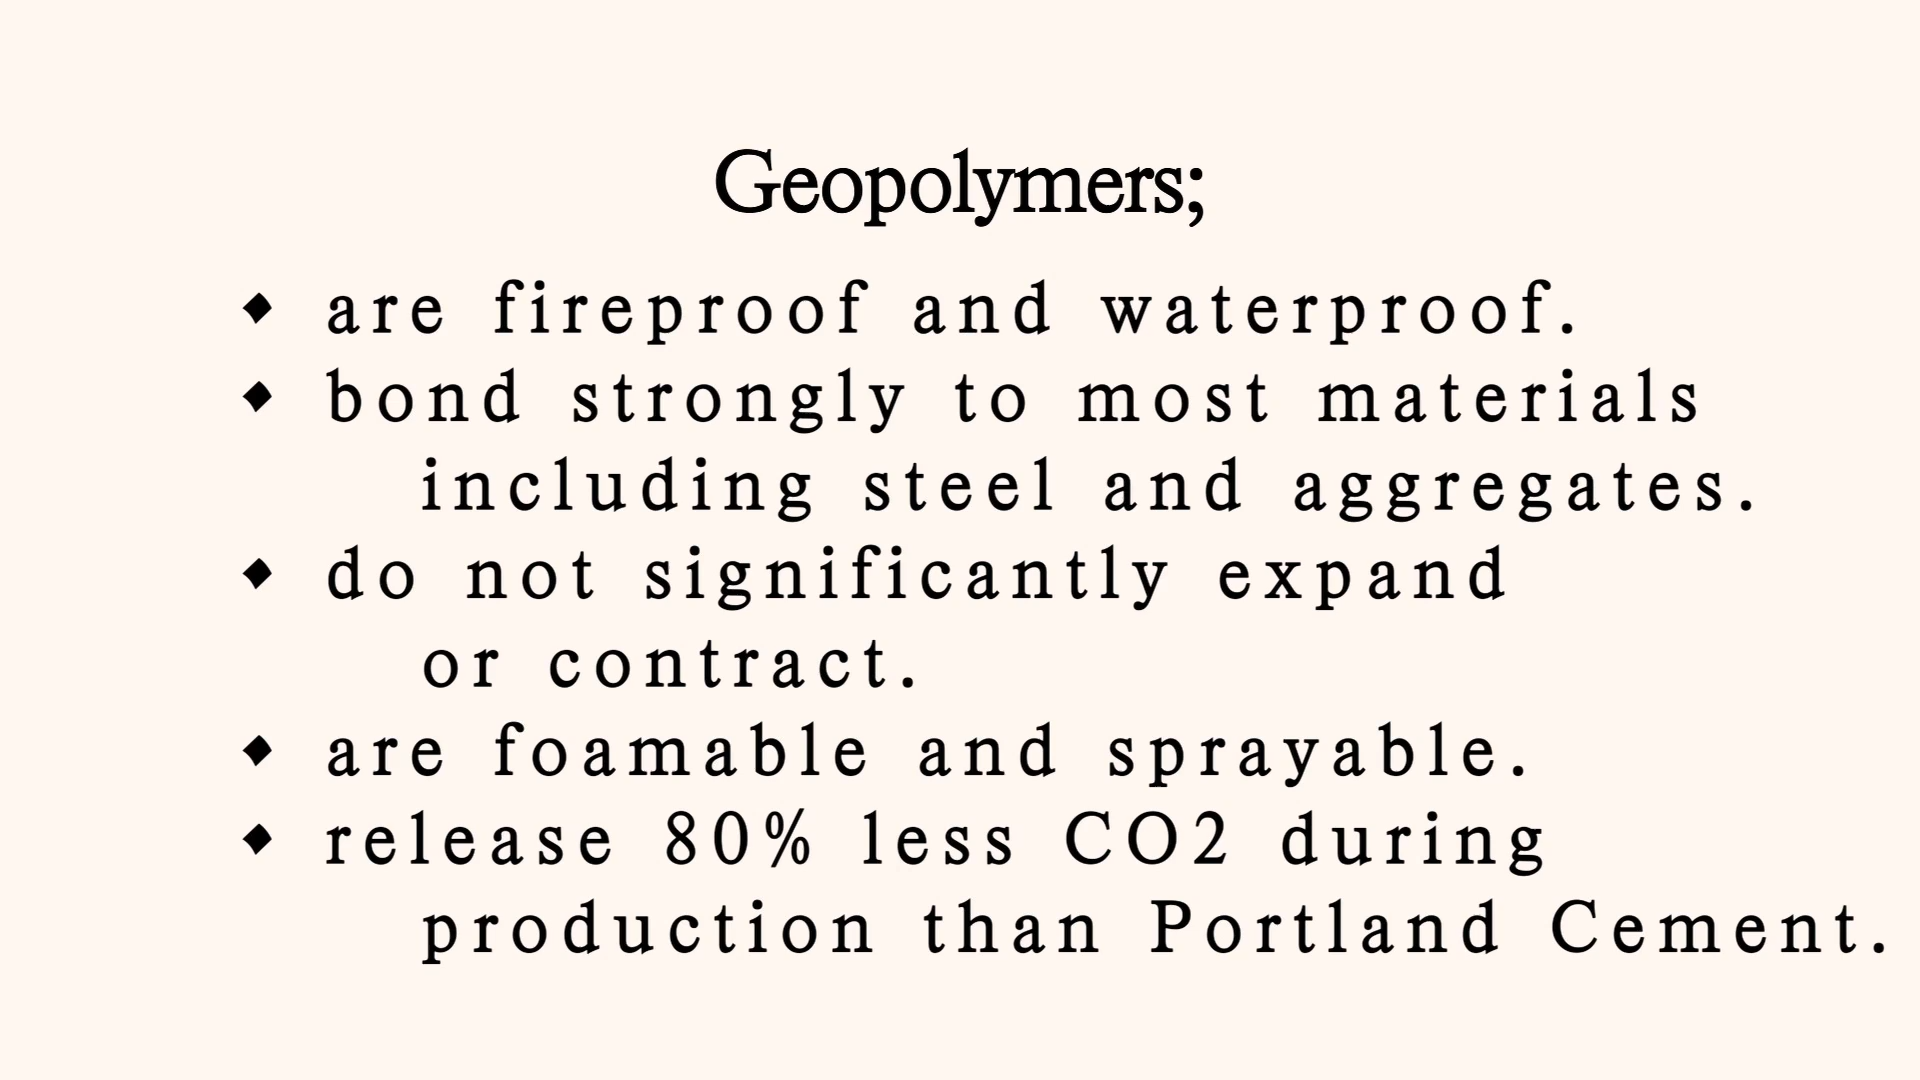 Geopolymers;
◆ are fireproof and waterproof.
◆ bond strongly to most materials
including steel and aggregates.
◆ do not significantly expand
or contract.
◆ are foamable and sprayable.
◆ release 80% less CO2 during
production than Portland Cement.